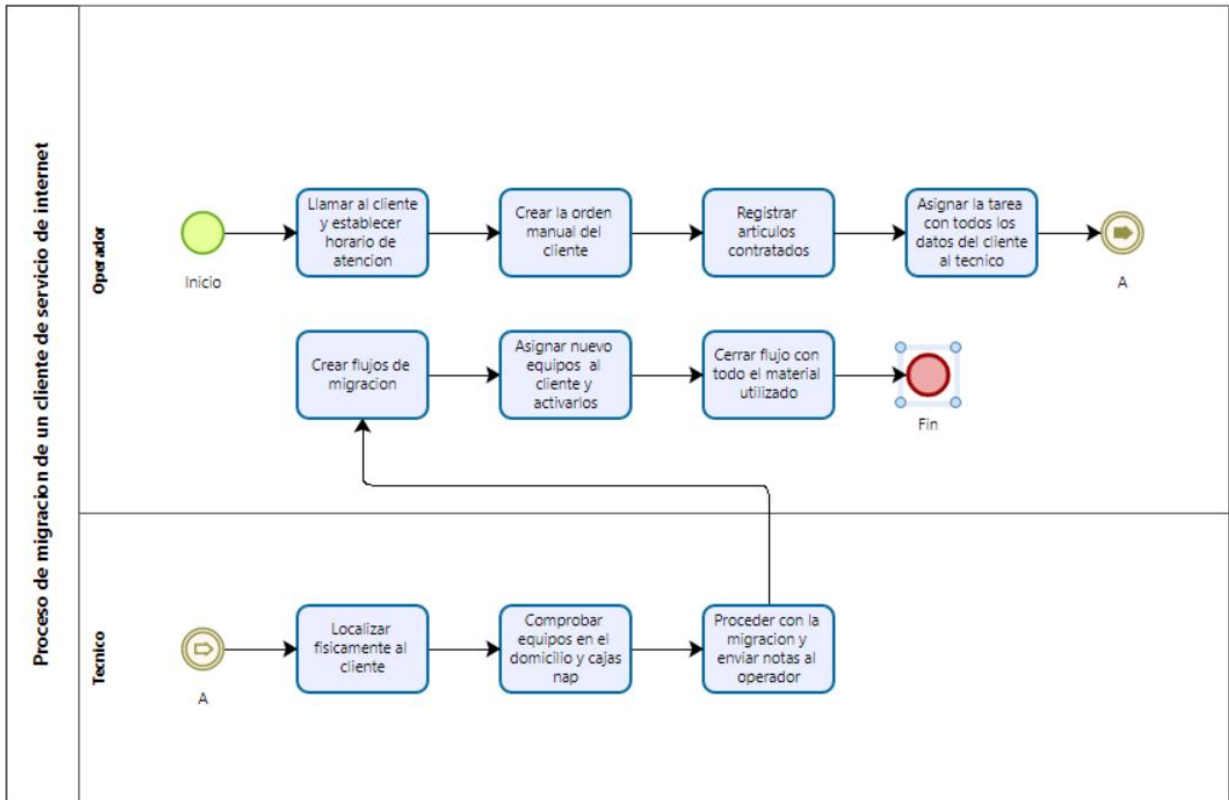 Proceso de migracion de un cliente de servicio de internet
Operador
Inicio
Llamar al cliente
y establecer
horario de
atencion
Crear la orden
manual del
cliente
Registrar
articulos
contratados
Asignar la tarea
con todos los
datos del cliente
al tecnico
A
Crear flujos de
migracion
Asignar nuevo
equipos al
cliente y
activarlos
Cerrar flujo con
todo el material
utilizado
Fin
Tecnico
A
Localizar
fisicamente al
cliente
Comprobar
equipos en el
domicilio y cajas
nap
Proceder con la
migracion y
enviar notas al
operador